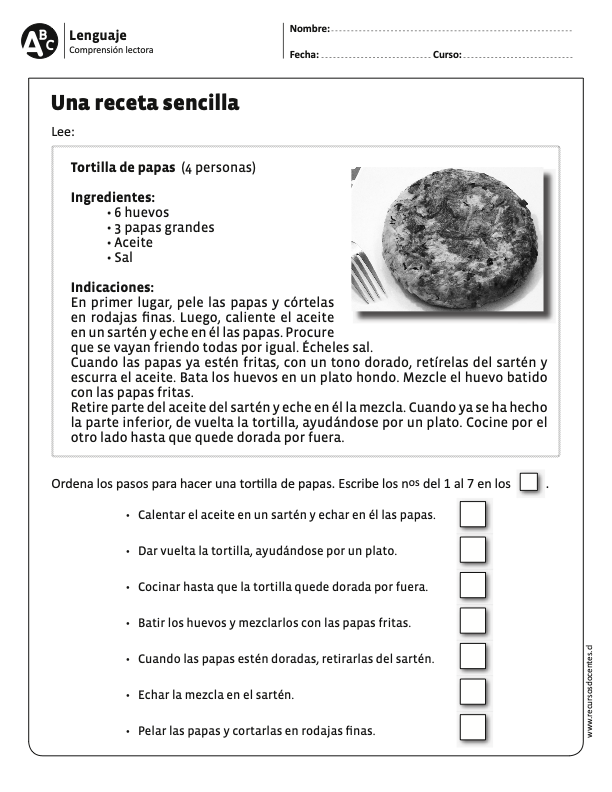 ABC
Lenguaje
Comprensión lectora
Nombre:
Fecha: Curso:
Una receta sencilla
Lee:
Tortilla de papas (4 personas)
Ingredientes:
• 6 huevos
• 3 papas grandes
• Aceite
• Sal
Indicaciones:
En primer lugar, pele las papas y córtelas
en rodajas finas. Luego, caliente el aceite
en un sartén y eche en él las papas. Procure
que se vayan friendo todas por igual. Écheles sal.
Cuando las papas ya estén fritas, con un tono dorado, retírelas del sartén y
escurra el aceite. Bata los huevos en un plato hondo. Mezcle el huevo batido
con las papas fritas.
Retire parte del aceite del sartén y eche en él la mezcla. Cuando ya se ha hecho
la parte inferior, de vuelta la tortilla, ayudándose por un plato. Cocine por el
otro lado hasta que quede dorada por fuera.
Ordena los pasos para hacer una tortilla de papas. Escribe los nos del 1 al 7 en los .
• Calentar el aceite en un sartén y echar en él las papas.
• Dar vuelta la tortilla, ayudándose por un plato.
• Cocinar hasta que la tortilla quede dorada por fuera.
• Batir los huevos y mezclarlos con las papas fritas.
• Cuando las papas estén doradas, retirarlas del sartén.
• Echar la mezcla en el sartén.
• Pelar las papas y cortarlas en rodajas finas.
www.recursosdocentes.cl